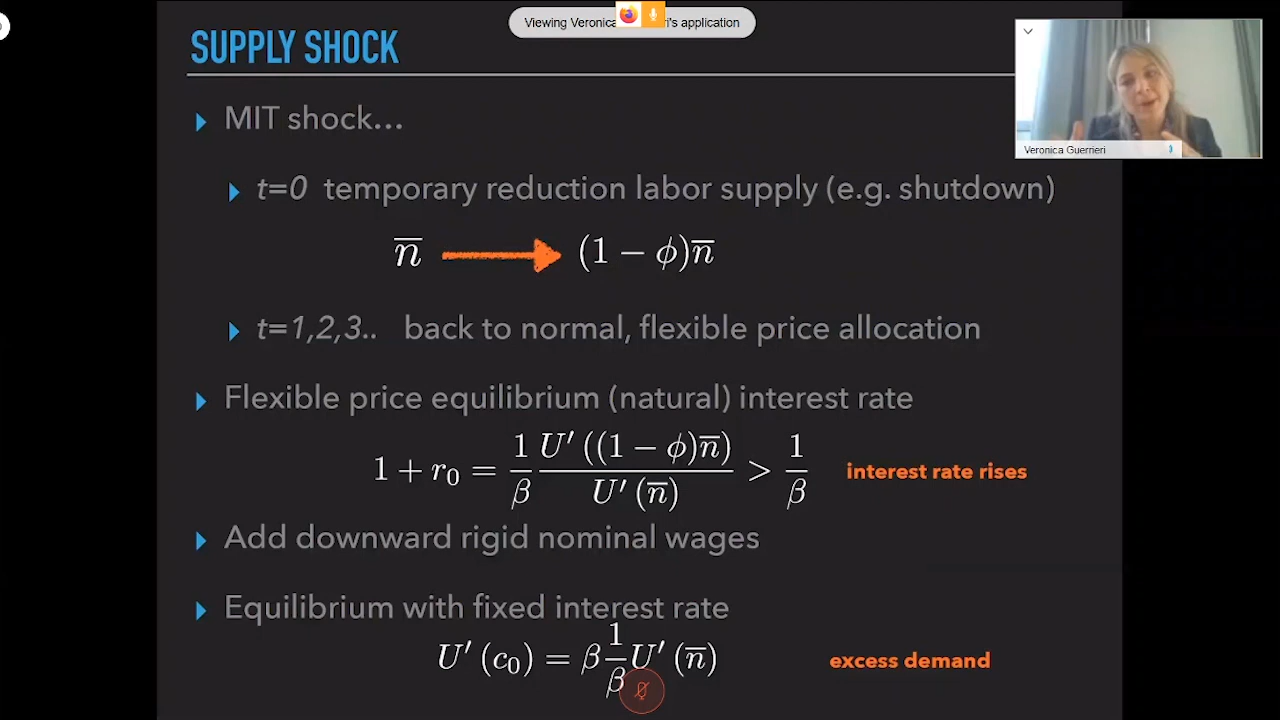 Viewing Veronica ri's application
SUPPLY SHOCK
MIT shock...
t=0 temporary reduction labor supply (e.g. shutdown)
n̅ (1 − ϕ)n̅
t=1,2,3.. back to normal, flexible price allocation
Flexible price equilibrium (natural) interest rate
1 + r₀ = 1/β U′((1 − ϕ)n̅)/U′(n̅) > 1/β interest rate rises
Add downward rigid nominal wages
Equilibrium with fixed interest rate
U′(c₀) = β 1/β U′(n̅) excess demand
Veronica Guerrieri